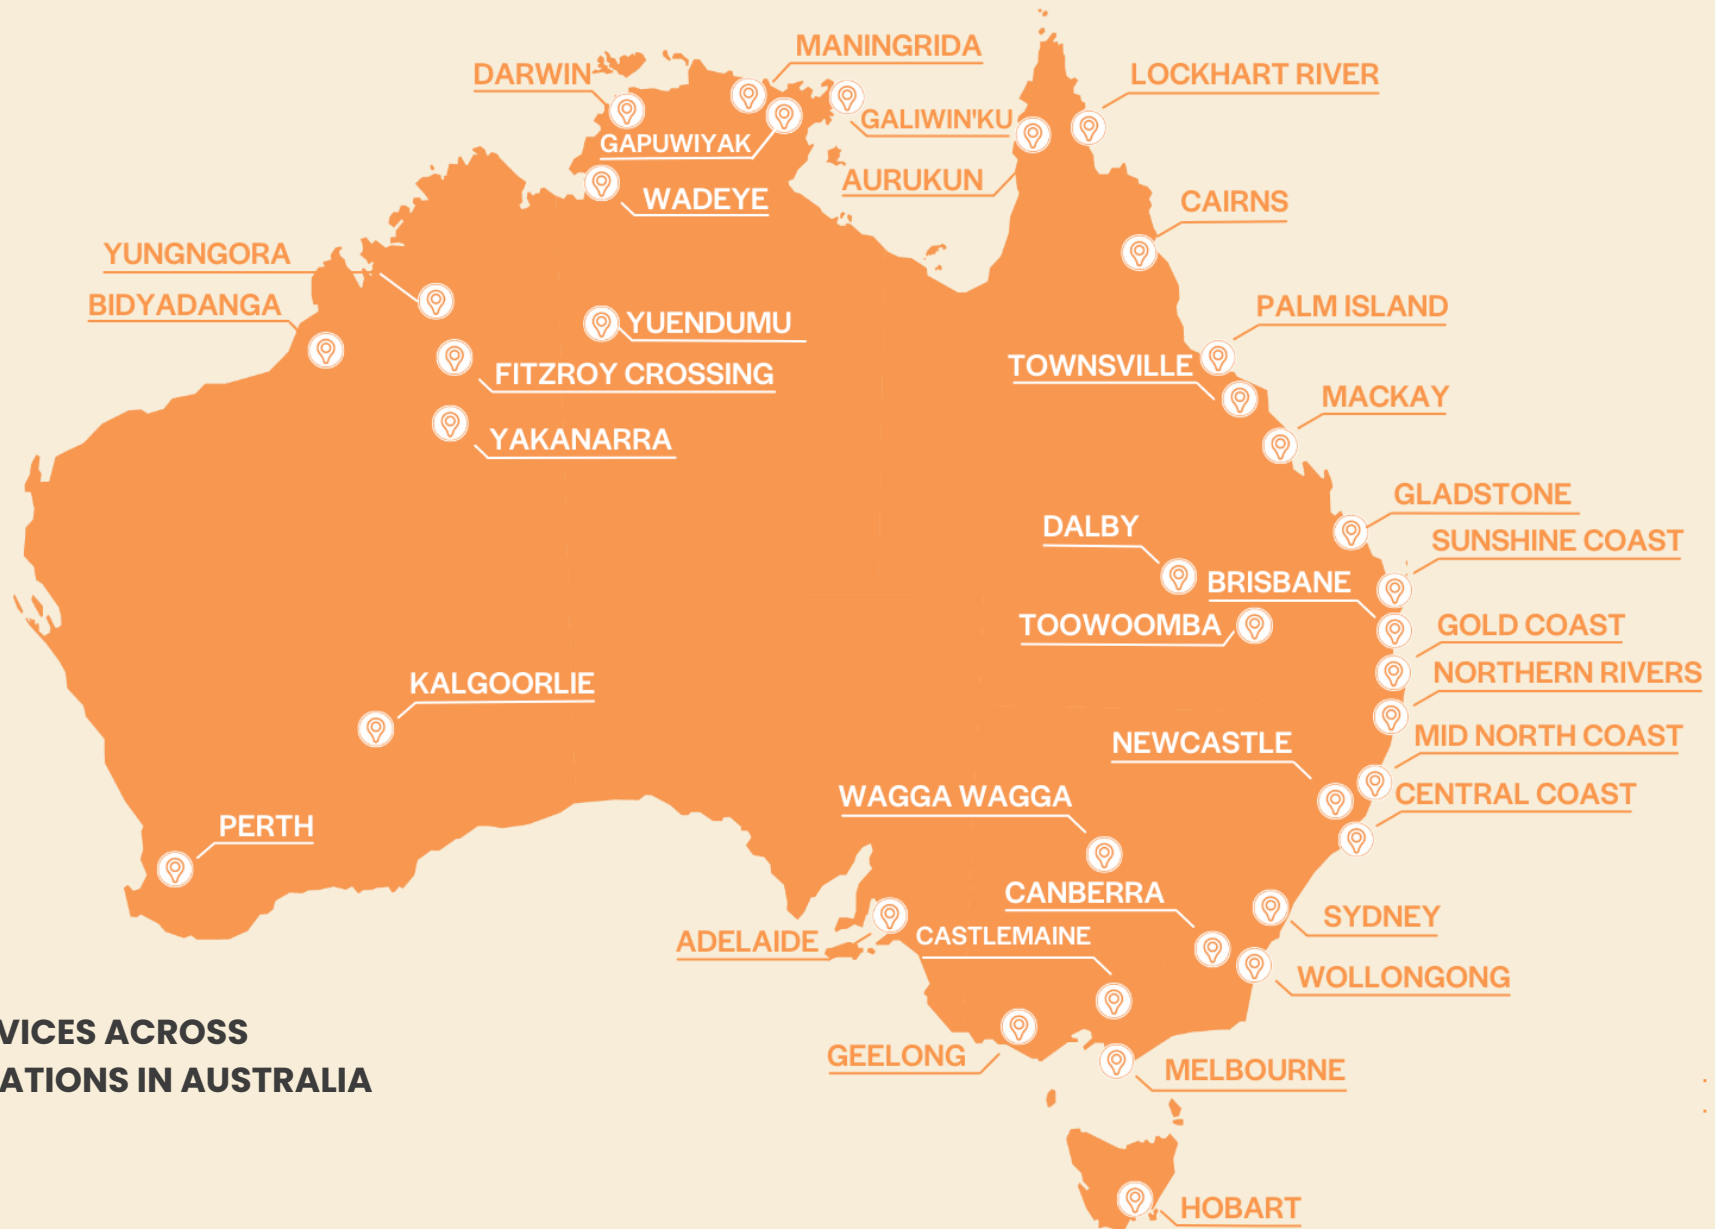 MANINGRIDA
DARWIN
LOCKHART RIVER
GALIWIN'KU
GAPUWIYAK
AURUKUN
WADEYE
CAIRNS
YUNGNGORA
BIDYADANGA
PALM ISLAND
YUENDUMU
TOWNSVILLE
FITZROY CROSSING
MACKAY
YAKANARRA
GLADSTONE
DALBY
SUNSHINE COAST
BRISBANE
TOOWOOMBA
GOLD COAST
NORTHERN RIVERS
KALGOORLIE
MID NORTH COAST
NEWCASTLE
CENTRAL COAST
WAGGA WAGGA
PERTH
CANBERRA
SYDNEY
CASTLEMAINE
ADELAIDE
WOLLONGONG
VICES ACROSS
GEELONG
MELBOURNE
ATIONS IN AUSTRALIA
HOBART